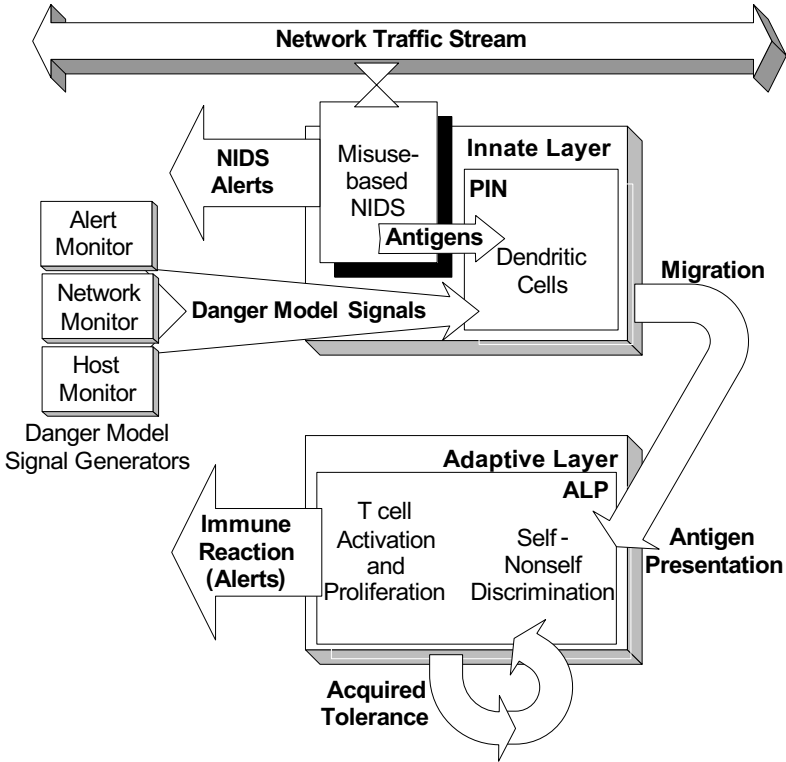 Network Traffic Stream
NIDS
Alerts
Misuse-
based
NIDS
Innate Layer
PIN
Antigens
Dendritic
Cells
Alert
Monitor
Network
Monitor
Host
Monitor
Danger Model Signals
Danger Model
Signal Generators
Migration
Adaptive Layer
ALP
Immune
Reaction
(Alerts)
T cell
Activation
and
Proliferation
Self -
Nonself
Discrimination
Antigen
Presentation
Acquired
Tolerance